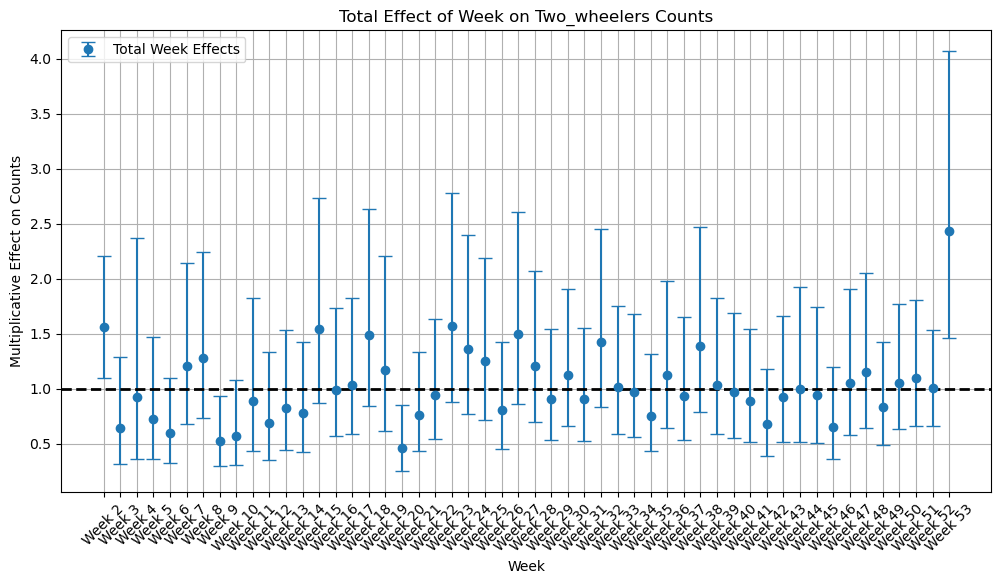 Total Effect of Week on Two_wheelers Counts
Total Week Effects
Multiplicative Effect on Counts
4.0
3.5
3.0
2.5
2.0
1.5
1.0
0.5
Week 2
Week 3
Week 4
Week 5
Week 6
Week 7
Week 8
Week 9
Week 10
Week 11
Week 12
Week 13
Week 14
Week 15
Week 16
Week 17
Week 18
Week 19
Week 20
Week 21
Week 22
Week 23
Week 24
Week 25
Week 26
Week 27
Week 28
Week 29
Week 30
Week 31
Week 32
Week 33
Week 34
Week 35
Week 36
Week 37
Week 38
Week 39
Week 40
Week 41
Week 42
Week 43
Week 44
Week 45
Week 46
Week 47
Week 48
Week 49
Week 50
Week 51
Week 52
Week 53
Week